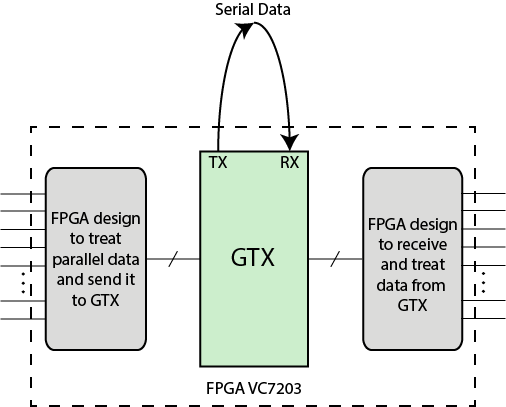 Serial Data
TX
RX
FPGA design
to treat
parallel data
and send it
to GTX
GTX
FPGA design
to receive
and treat
data from
GTX
FPGA VC7203